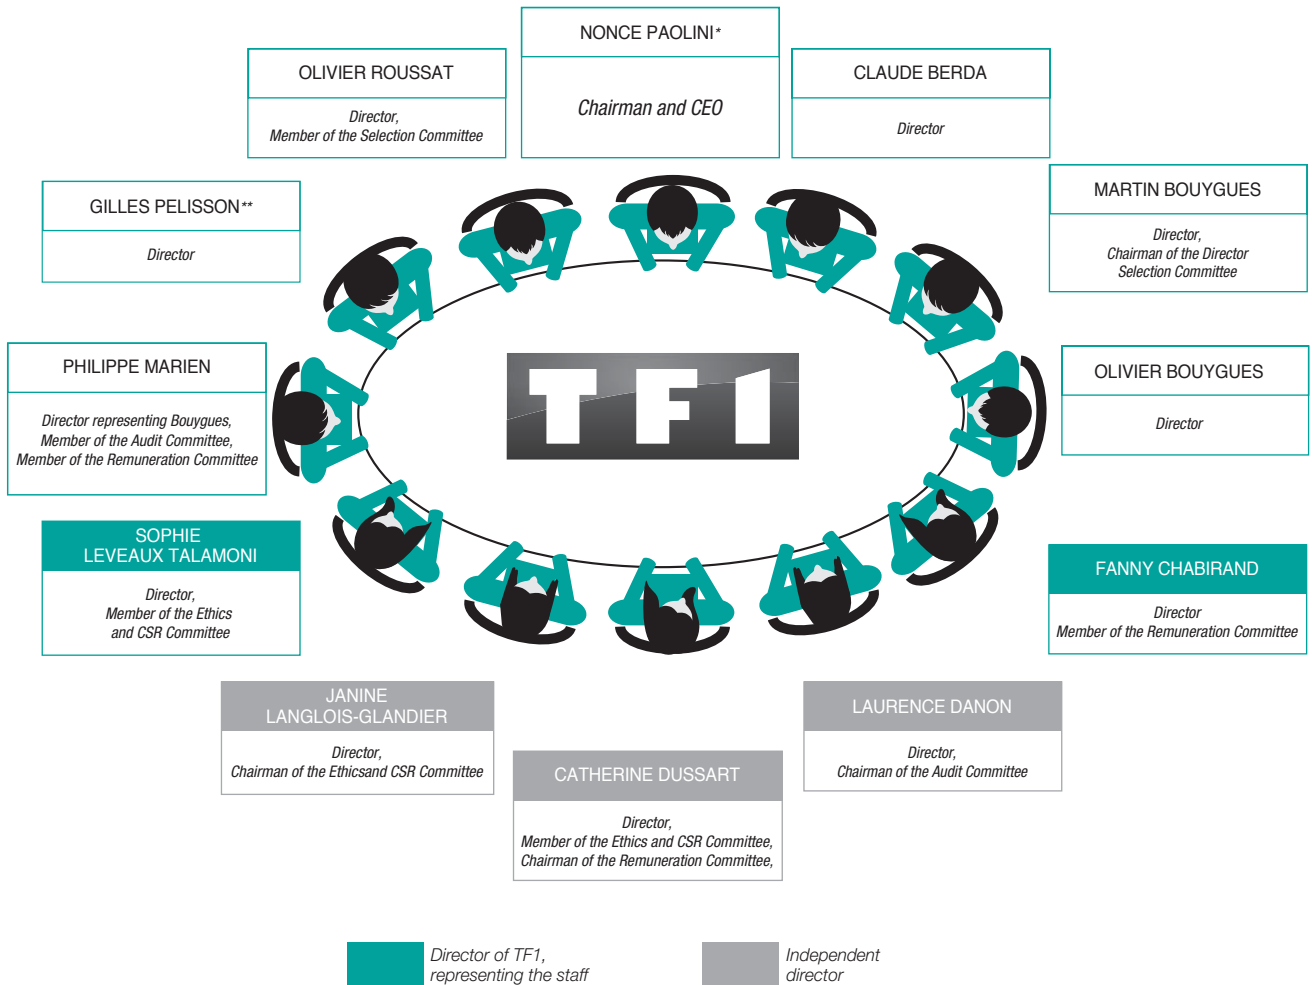 NONCE PAOLINI*
Chairman and CEO
OLIVIER ROUSSAT
Director,
Member of the Selection Committee
CLAUDE BERDA
Director
GILLES PELISSON**
Director
MARTIN BOUYGUES
Director,
Chairman of the Director
Selection Committee
PHILIPPE MARIEN
Director representing Bouygues,
Member of the Audit Committee,
Member of the Remuneration Committee
TF1
OLIVIER BOUYGUES
Director
SOPHIE
LEVEAUX TALAMONI
Director,
Member of the Ethics
and CSR Committee
FANNY CHABIRAND
Director
Member of the Remuneration Committee
JANINE
LANGLOIS-GLANDIER
Director,
Chairman of the Ethicsand CSR Committee
CATHERINE DUSSART
Director,
Member of the Ethics and CSR Committee,
Chairman of the Remuneration Committee,
LAURENCE DANON
Director,
Chairman of the Audit Committee
Director of TF1,
representing the staff
Independent
director